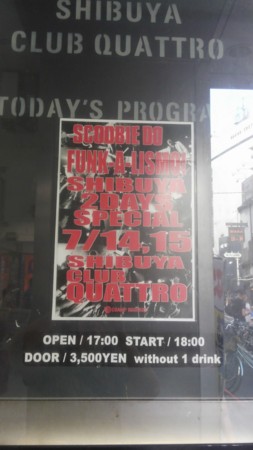 SHIBUYA
CLUB QUATTRO
TODAY'S PROGRA
SCOOBIE DO
FUNK-A-LISMO!
SHIBUYA
2DAYS
SPECIAL
7/14,15
SHIBUYA
CLUB
QUATTRO
OPEN / 17:00 START / 18:00
DOOR / 3,500YEN without 1 drink